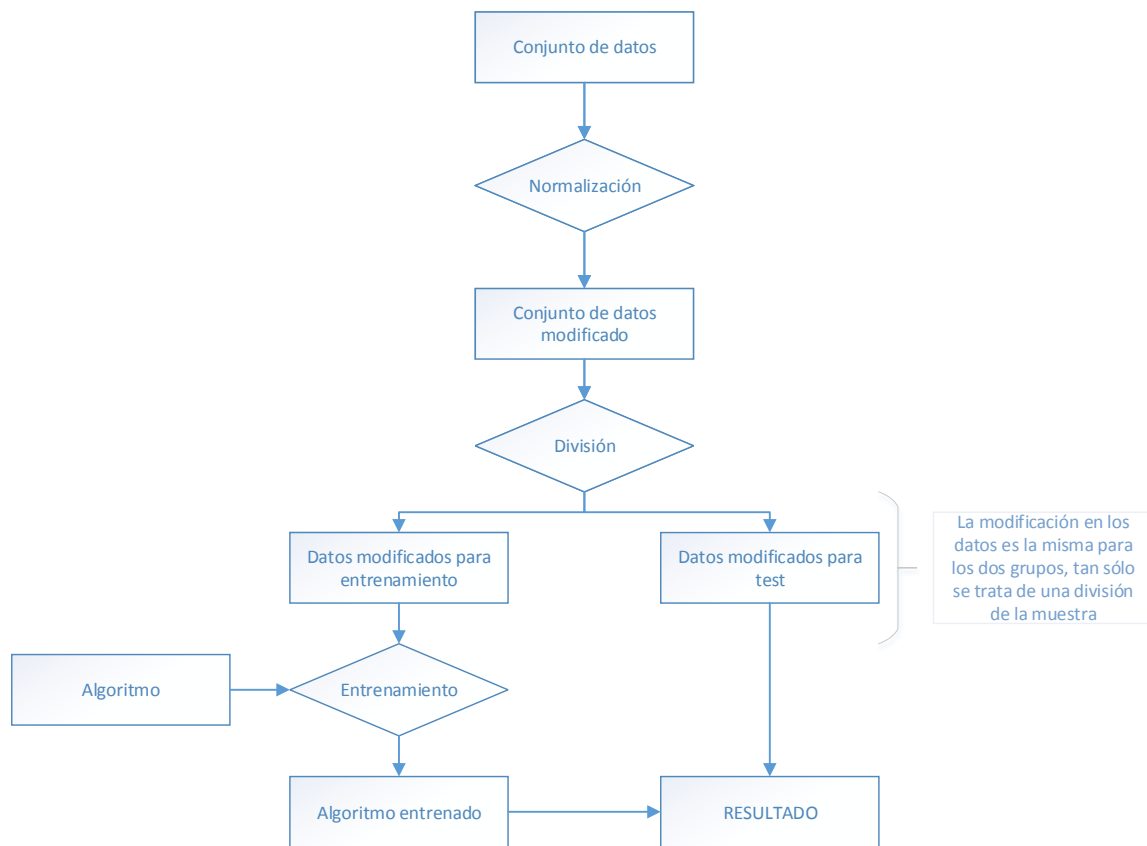 Conjunto de datos
Normalización
Conjunto de datos
modificado
División
Datos modificados para
entrenamiento
Datos modificados para
test
La modificación en los
datos es la misma para
los dos grupos, tan sólo
se trata de una división
de la muestra
Algoritmo
Entrenamiento
Algoritmo entrenado
RESULTADO